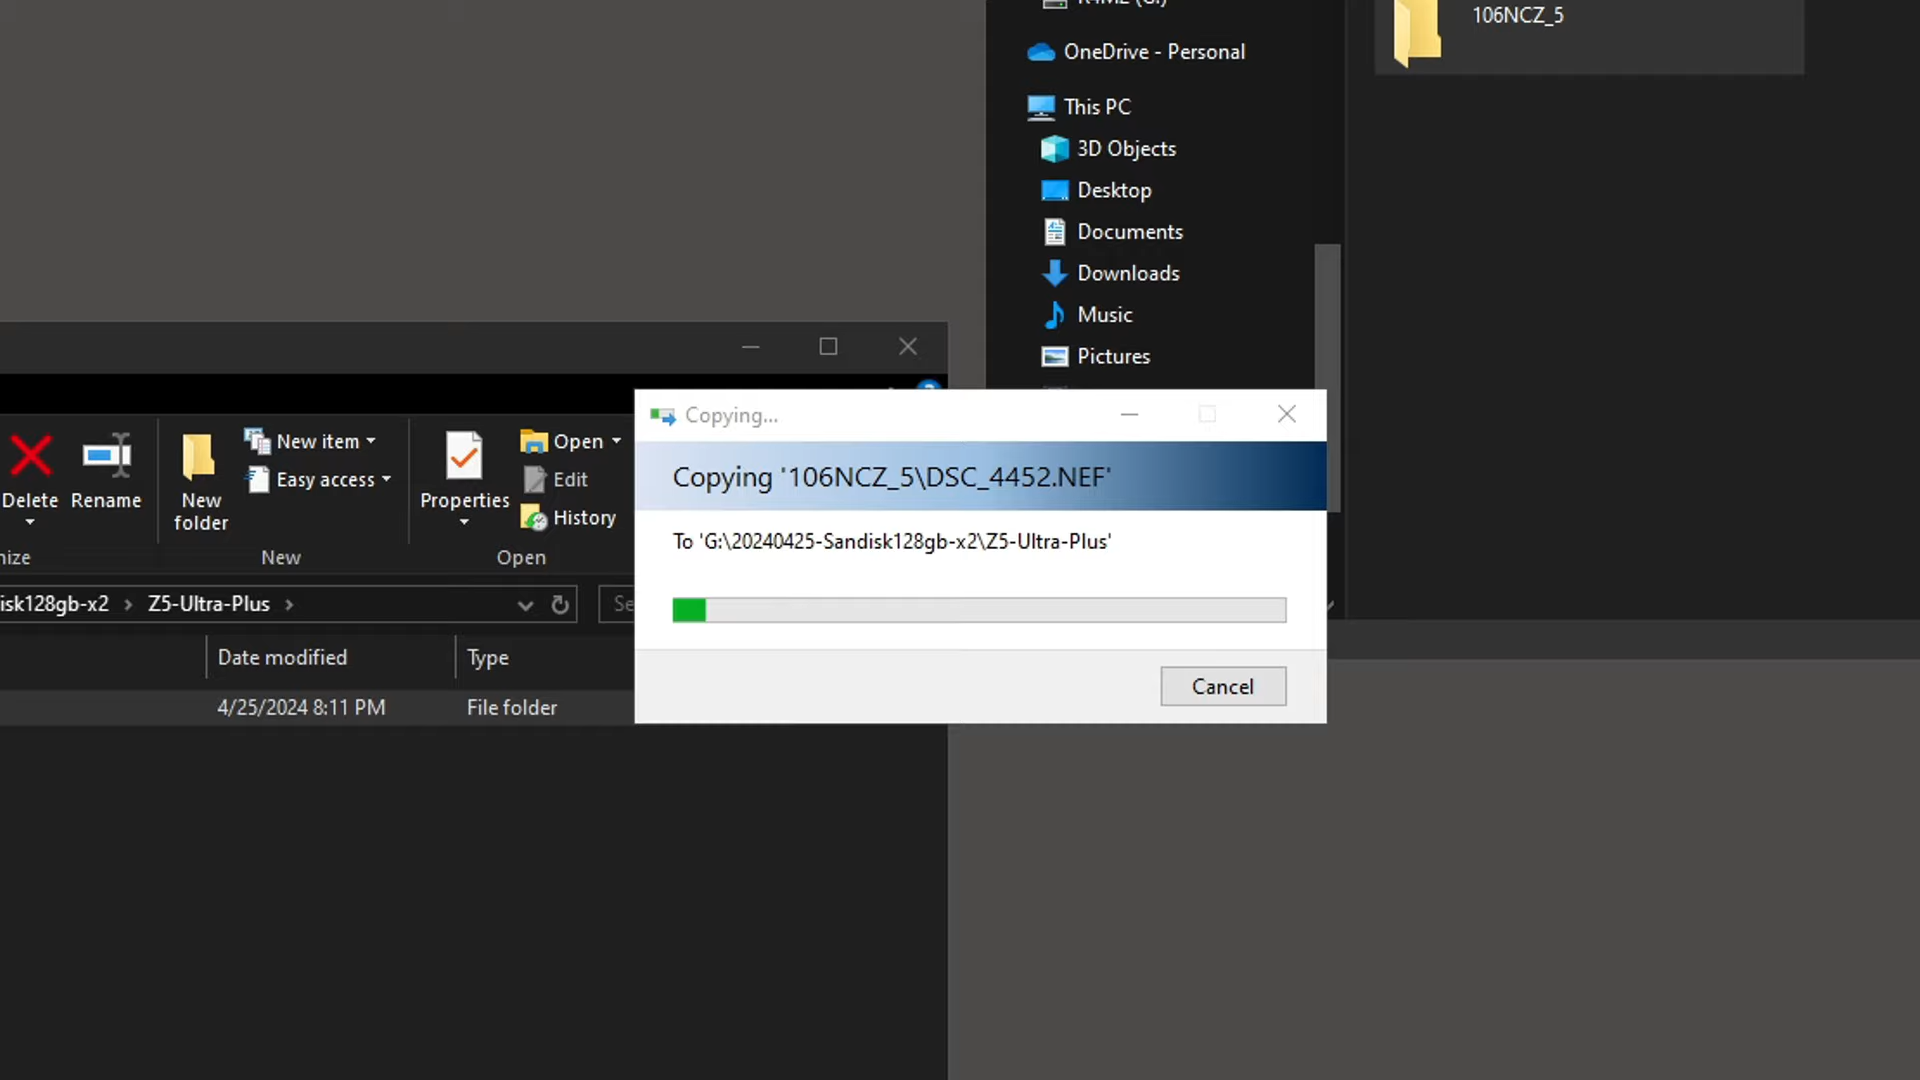 106NCZ_5
OneDrive - Personal
This PC
3D Objects
Desktop
Documents
Downloads
Music
Pictures
Delete
Rename
New
folder
New item
Easy access
New
Properties
Open
Edit
History
Open
nize
isk128gb-x2 › Z5-Ultra-Plus ›
Se
Date modified
Type
4/25/2024 8:11 PM
File folder
Copying...
Copying '106NCZ_5\DSC_4452.NEF'
To 'G:\20240425-Sandisk128gb-x2\Z5-Ultra-Plus'
Cancel